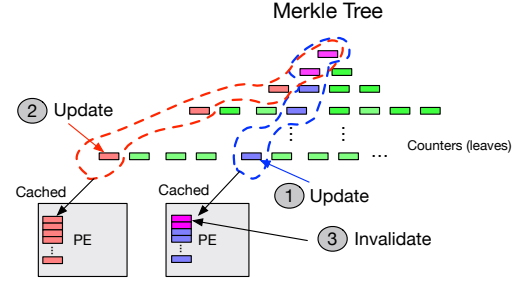 Merkle Tree
2 Update
Counters (leaves)
...
Cached
Cached
1 Update
PE
PE
3 Invalidate